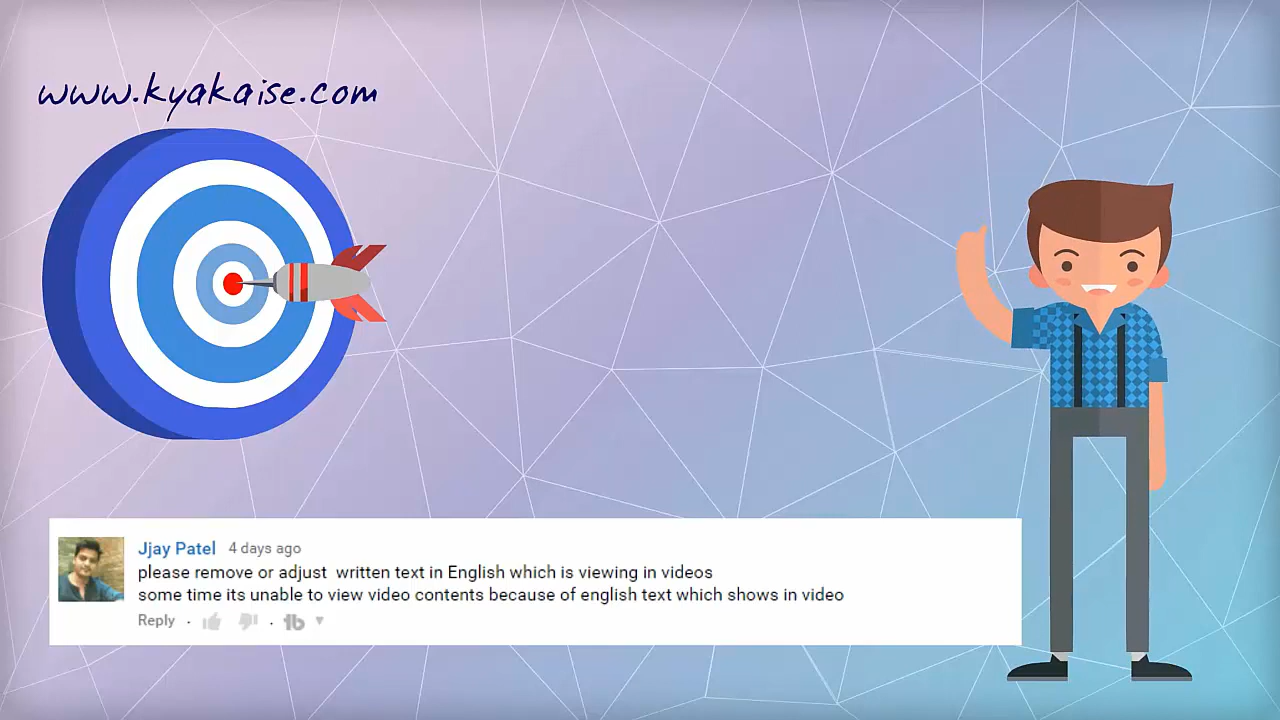 www.kyakaise.com
Jjay Patel 4 days ago
please remove or adjust written text in English which is viewing in videos
some time its unable to view video contents because of english text which shows in video
Reply